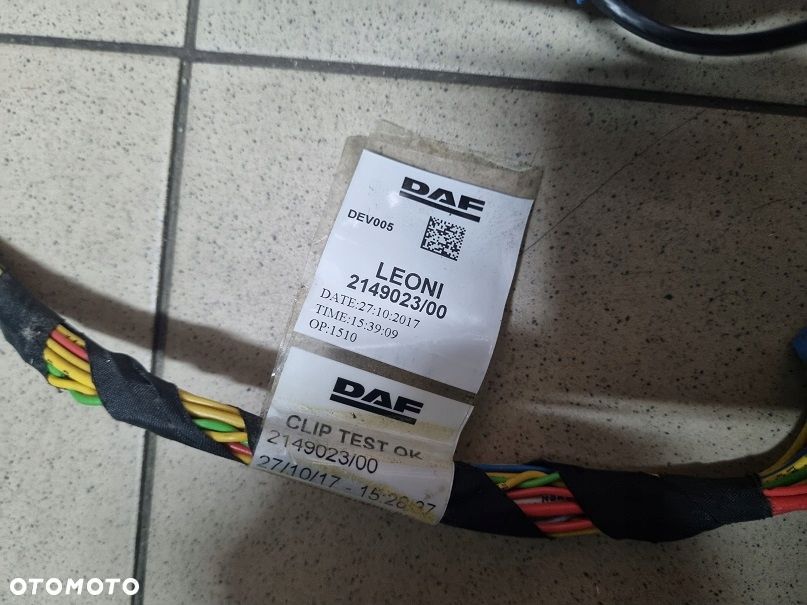 DAF
DEV005
LEONI
2149023/00
DATE:27:10:2017
TIME:15:39:09
OP:1510
DAF
CLIP TEST OK
2149023/00
27/10/17 - 15:28:37
OTOMOTO